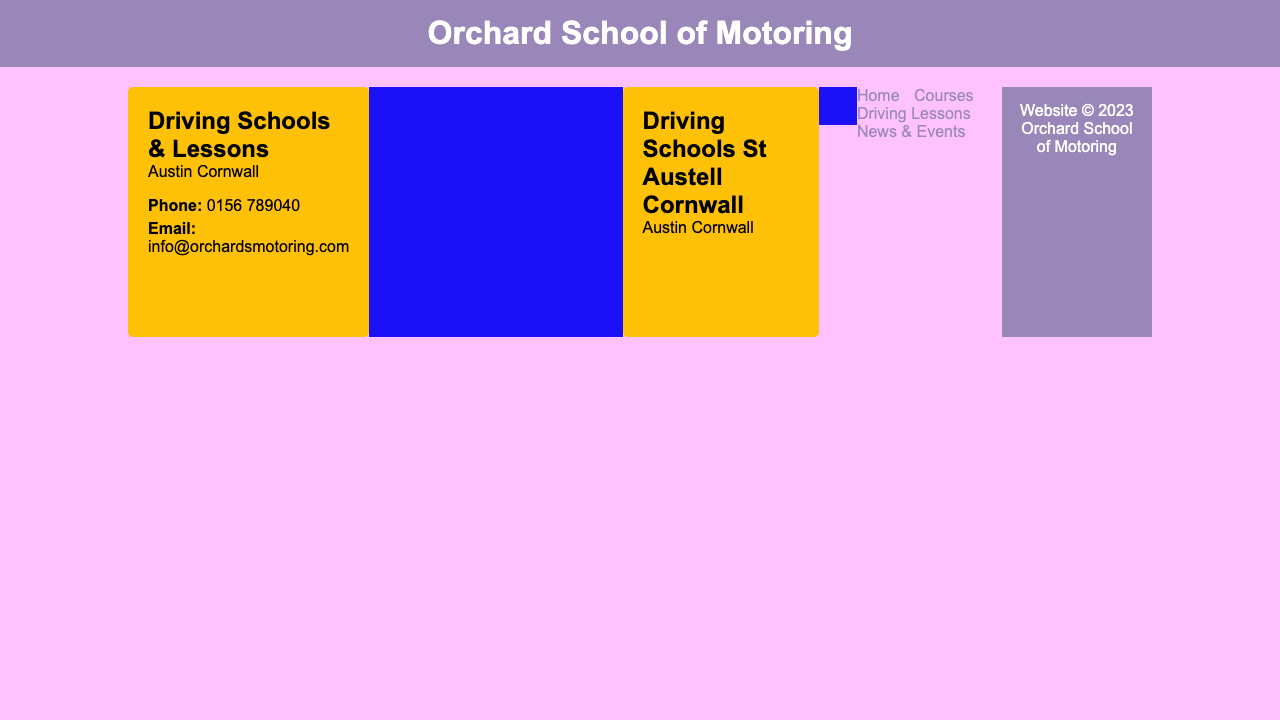 Orchard School of Motoring
Driving Schools
& Lessons
Austin Cornwall
Phone: 0156 789040
Email:
info@orchardsmotoring.com
Driving
Schools St
Austell
Cornwall
Austin Cornwall
Home Courses
Driving Lessons
News & Events
Website © 2023
Orchard School
of Motoring